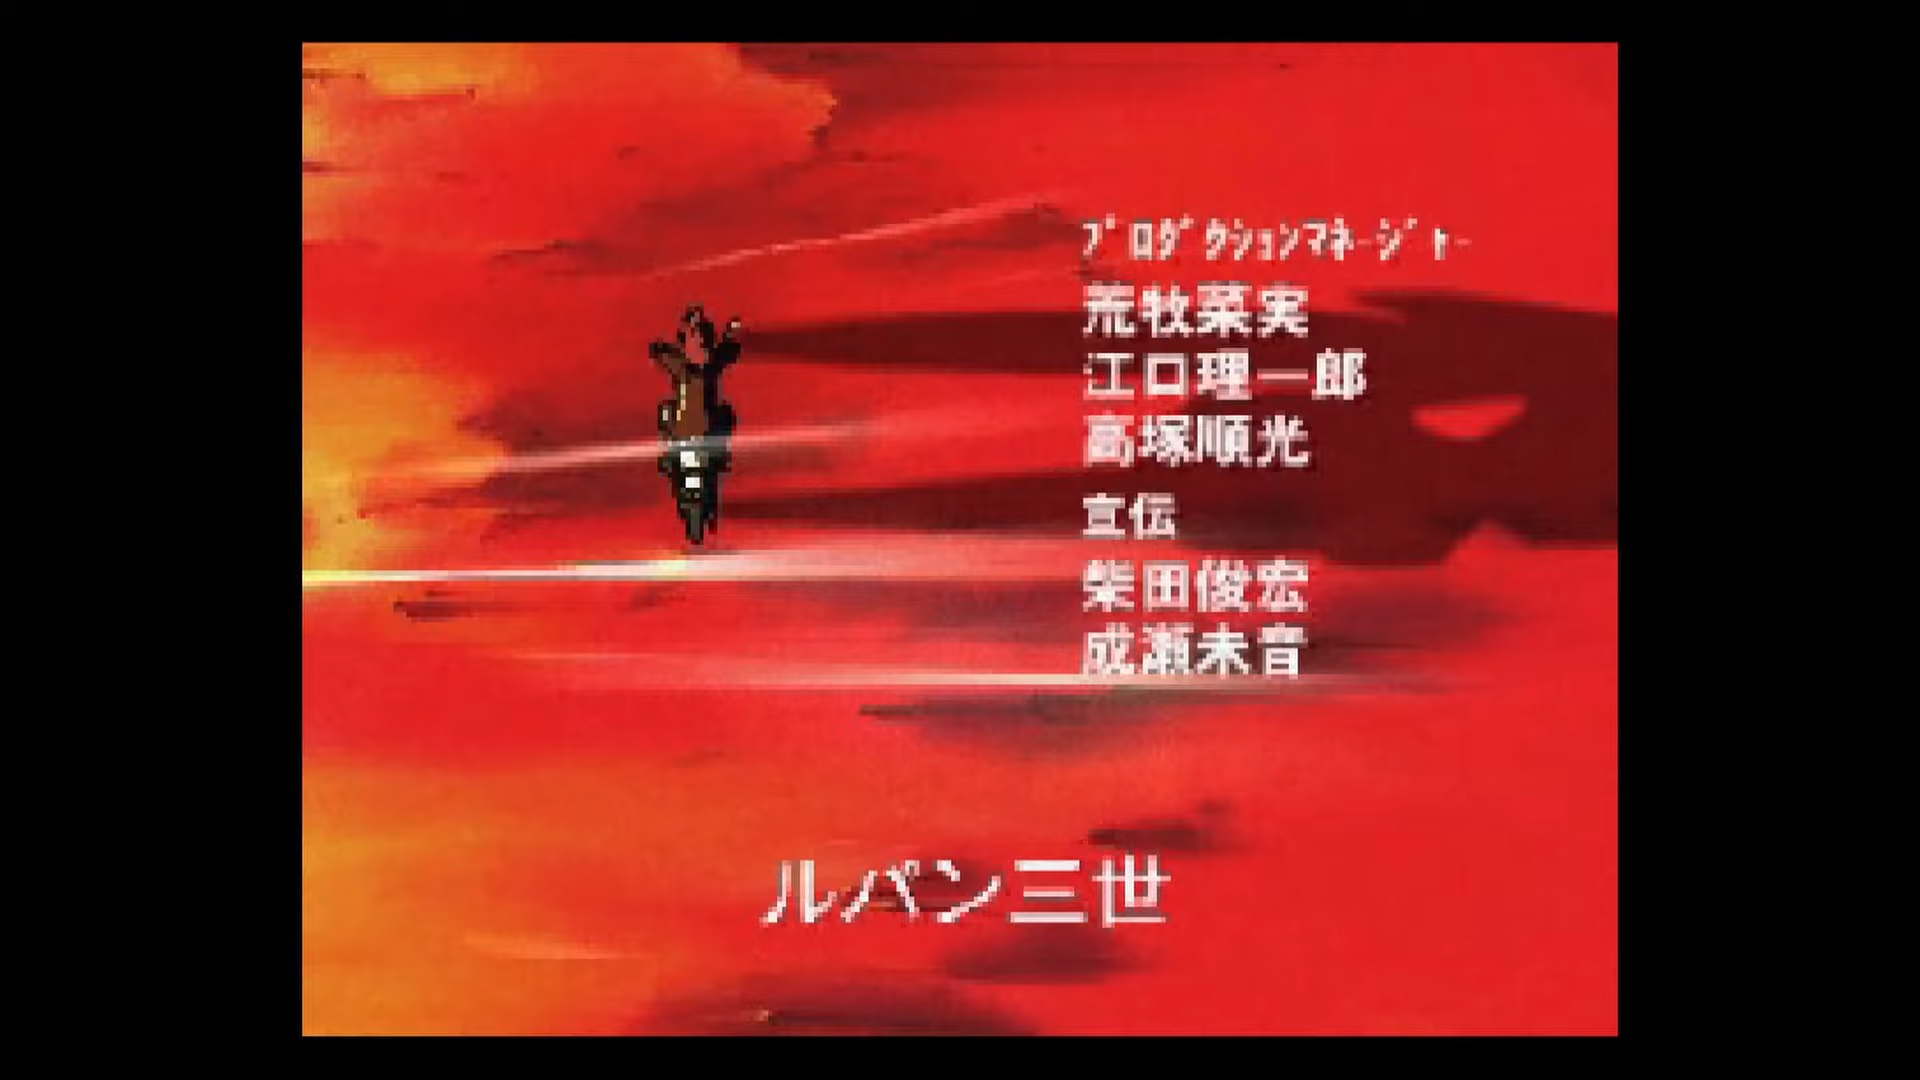 ﾌﾟﾛﾀﾞｸｼｮﾝﾏﾈｰｼﾞｬｰ
荒牧菜実
江口理一郎
高塚順光
宣伝
柴田俊宏
成瀬未音
ルパン三世